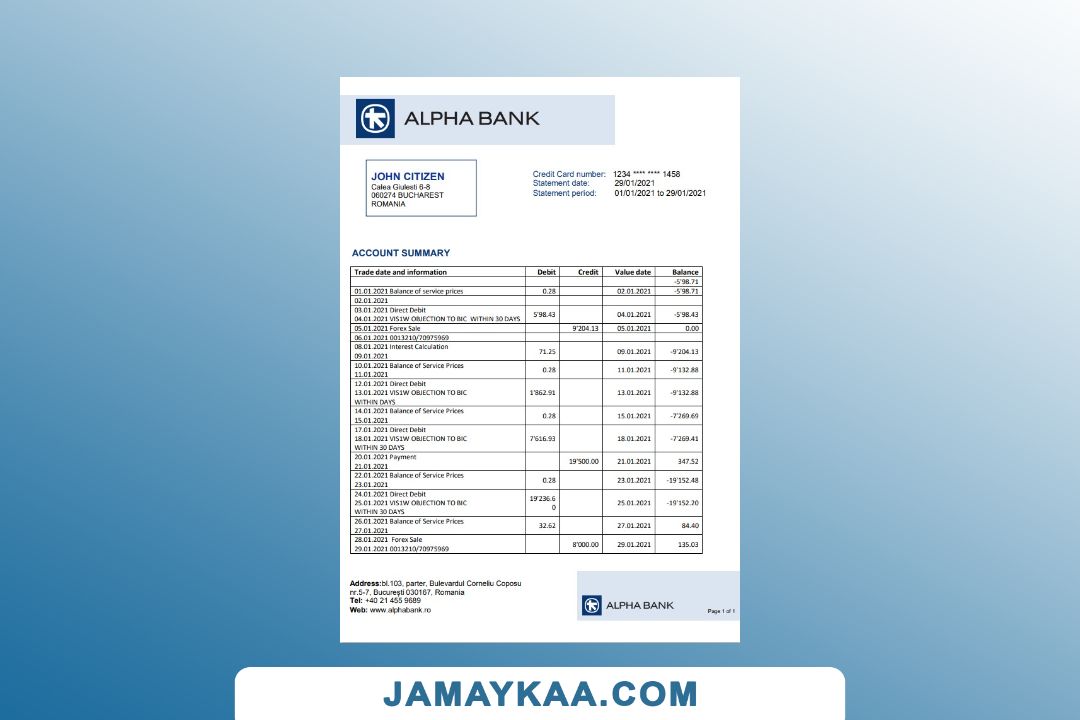 ALPHA BANK
JOHN CITIZEN
Calea Giulesti 6-8
060274 BUCHAREST
ROMANIA
Credit Card number: 1234 **** **** 1458
Statement date: 29/01/2021
Statement period: 01/01/2021 to 29/01/2021
ACCOUNT SUMMARY
Trade date and information Debit Credit Value date Balance
-5'98.71
01.01.2021 Balance of service prices 0.28 02.01.2021 -5'98.71
02.01.2021
03.01.2021 Direct Debit
04.01.2021 VIS1W OBJECTION TO BIC WITHIN 30 DAYS 5'98.43 04.01.2021 -5'98.43
05.01.2021 Forex Sale 9'204.13 05.01.2021 0.00
06.01.2021 0013210/70975969
08.01.2021 Interest Calculation
09.01.2021 71.25 09.01.2021 -9'204.13
10.01.2021 Balance of Service Prices
11.01.2021 0.28 11.01.2021 -9'132.88
12.01.2021 Direct Debit
13.01.2021 VIS1W OBJECTION TO BIC 1'862.91 13.01.2021 -9'132.88
WITHIN DAYS
14.01.2021 Balance of Service Prices
15.01.2021 0.28 15.01.2021 -7'269.69
17.01.2021 Direct Debit
18.01.2021 VIS1W OBJECTION TO BIC 7'616.93 18.01.2021 -7'269.41
WITHIN 30 DAYS
20.01.2021 Payment
21.01.2021 19'500.00 21.01.2021 347.52
22.01.2021 Balance of Service Prices
23.01.2021 0.28 23.01.2021 -19'152.48
24.01.2021 Direct Debit
25.01.2021 VIS1W OBJECTION TO BIC 19'236.60 25.01.2021 -19'152.20
WITHIN 30 DAYS
26.01.2021 Balance of Service Prices
27.01.2021 32.62 27.01.2021 84.40
28.01.2021 Forex Sale
29.01.2021 0013210/70975969 8'000.00 29.01.2021 135.03
Address:bl.103, parter, Bulevardul Corneliu Coposu
nr.5-7, București 030167, Romania
Tel: +40 21 455 9689
Web: www.alphabank.ro
ALPHA BANK
Page 1 of 1
JAMAYKAA.COM